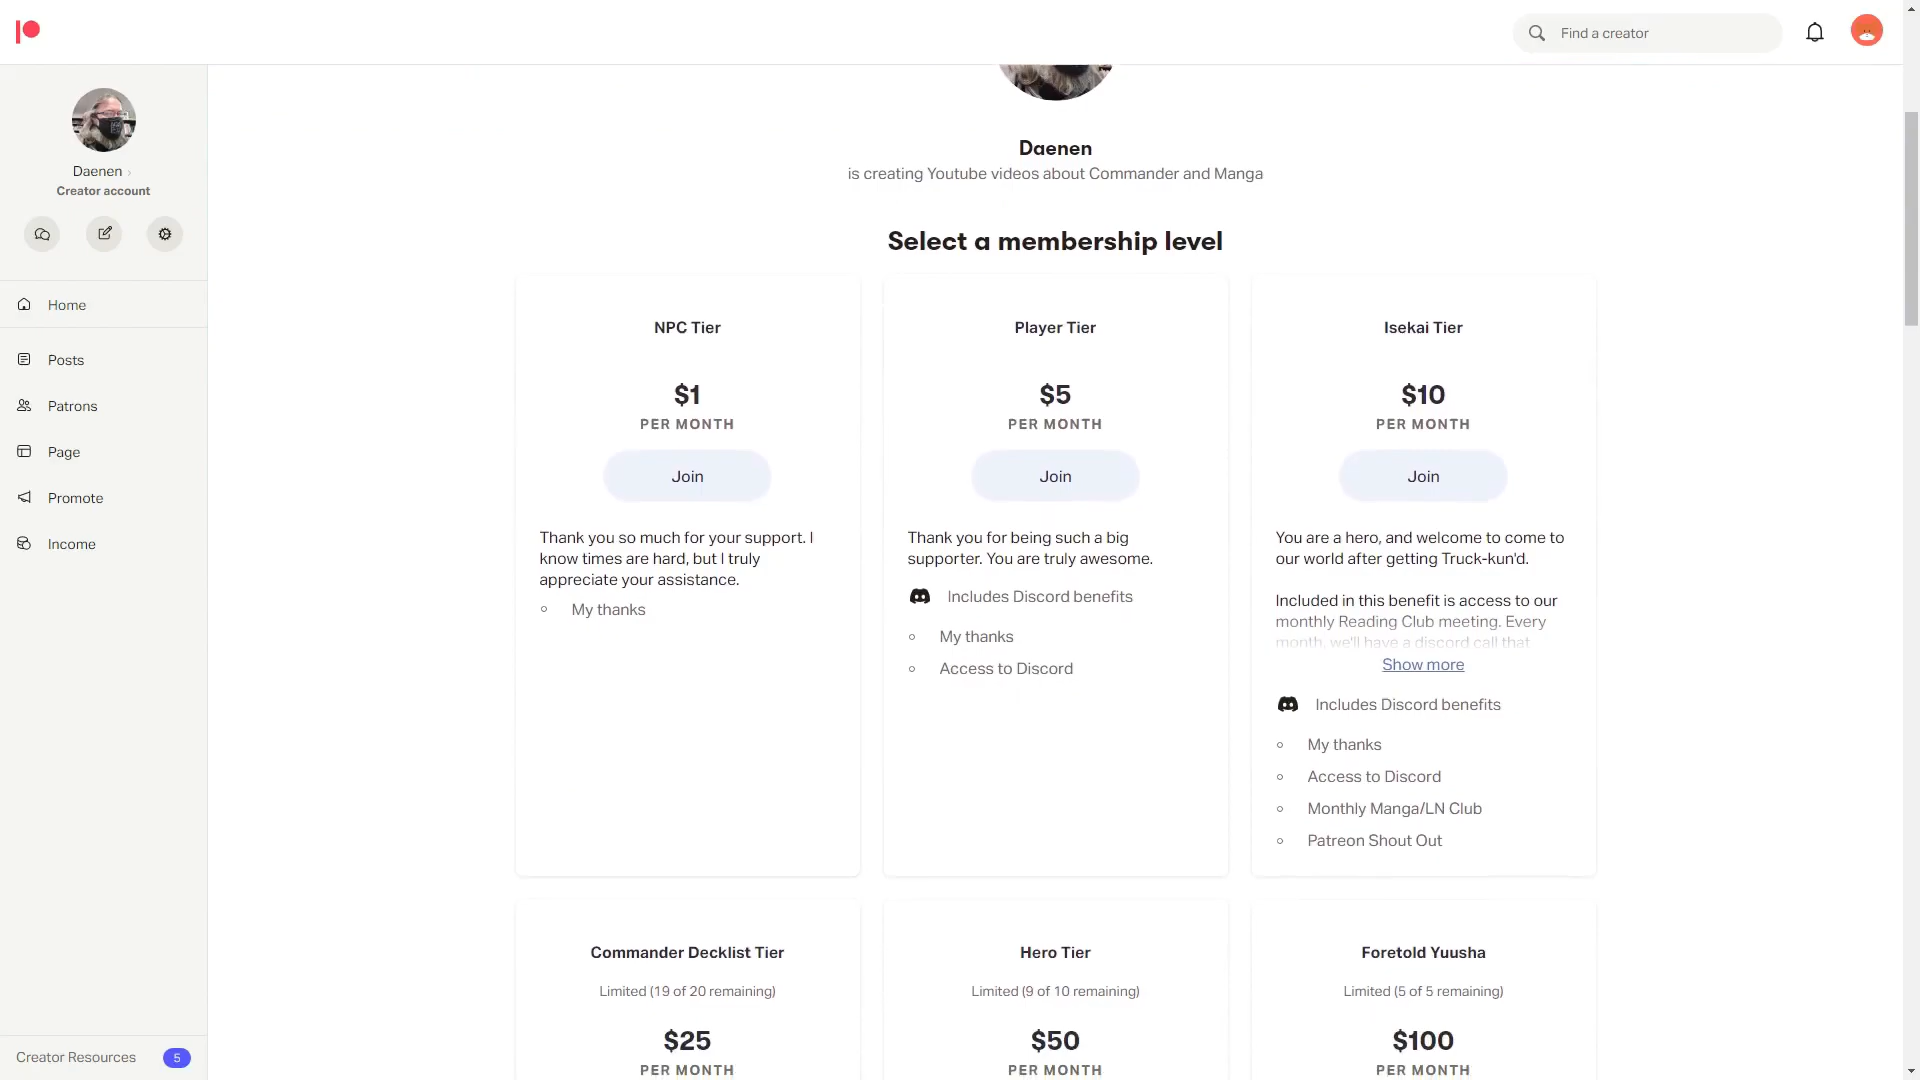 Find a creator
Daenen
Creator account
Home
Posts
Patrons
Page
Promote
Income
Creator Resources
5
Daenen
is creating Youtube videos about Commander and Manga
Select a membership level
NPC Tier
$1
PER MONTH
Join
Thank you so much for your support. I
know times are hard, but I truly
appreciate your assistance.
My thanks
Player Tier
$5
PER MONTH
Join
Thank you for being such a big
supporter. You are truly awesome.
Includes Discord benefits
My thanks
Access to Discord
Isekai Tier
$10
PER MONTH
Join
You are a hero, and welcome to come to
our world after getting Truck-kun'd.
Included in this benefit is access to our
monthly Reading Club meeting. Every
month, we'll have a discord call that
Show more
Includes Discord benefits
My thanks
Access to Discord
Monthly Manga/LN Club
Patreon Shout Out
Commander Decklist Tier
Limited (19 of 20 remaining)
$25
PER MONTH
Hero Tier
Limited (9 of 10 remaining)
$50
PER MONTH
Foretold Yuusha
Limited (5 of 5 remaining)
$100
PER MONTH